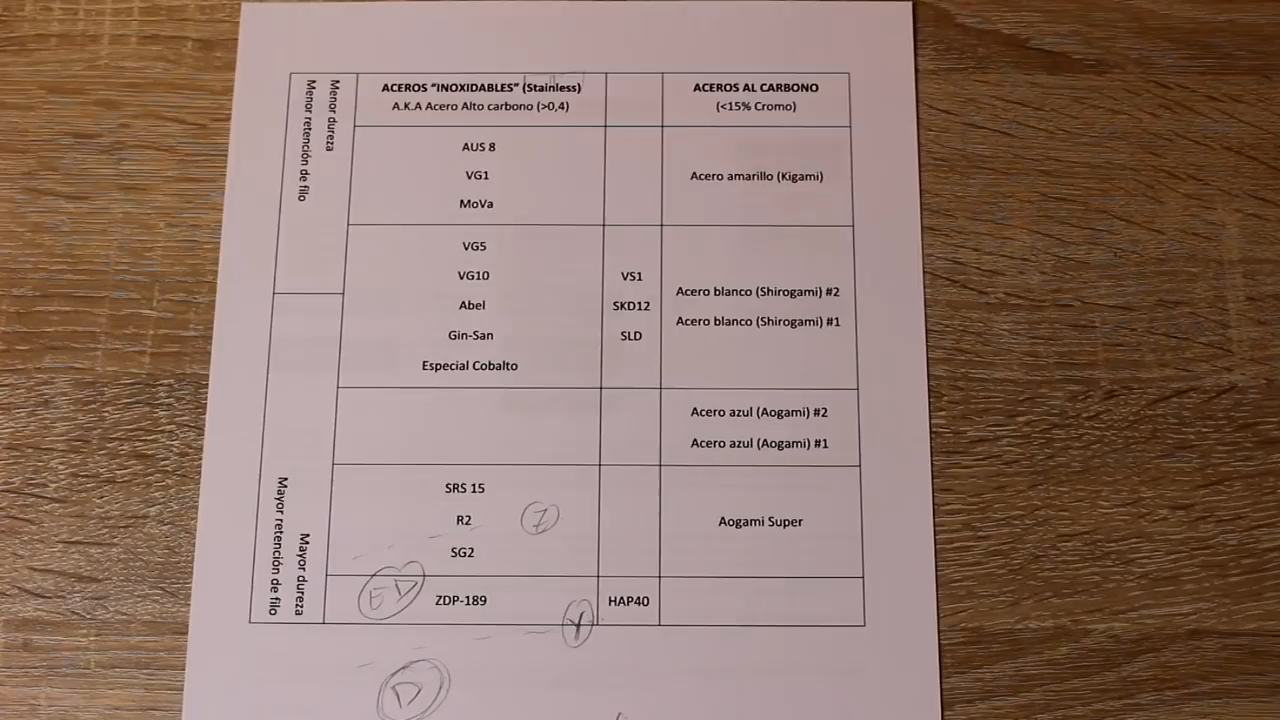 Menor dureza
Menor retención de filo
ACEROS “INOXIDABLES” (Stainless)
A.K.A Acero Alto carbono (>0,4)
ACEROS AL CARBONO
(<15% Cromo)
AUS 8
VG1
MoVa
Acero amarillo (Kigami)
VG5
VG10
Abel
Gin-San
Especial Cobalto
VS1
SKD12
SLD
Acero blanco (Shirogami) #2
Acero blanco (Shirogami) #1
Acero azul (Aogami) #2
Acero azul (Aogami) #1
Mayor dureza
Mayor retención de filo
SRS 15
R2
SG2
Aogami Super
ZDP-189
HAP40
D